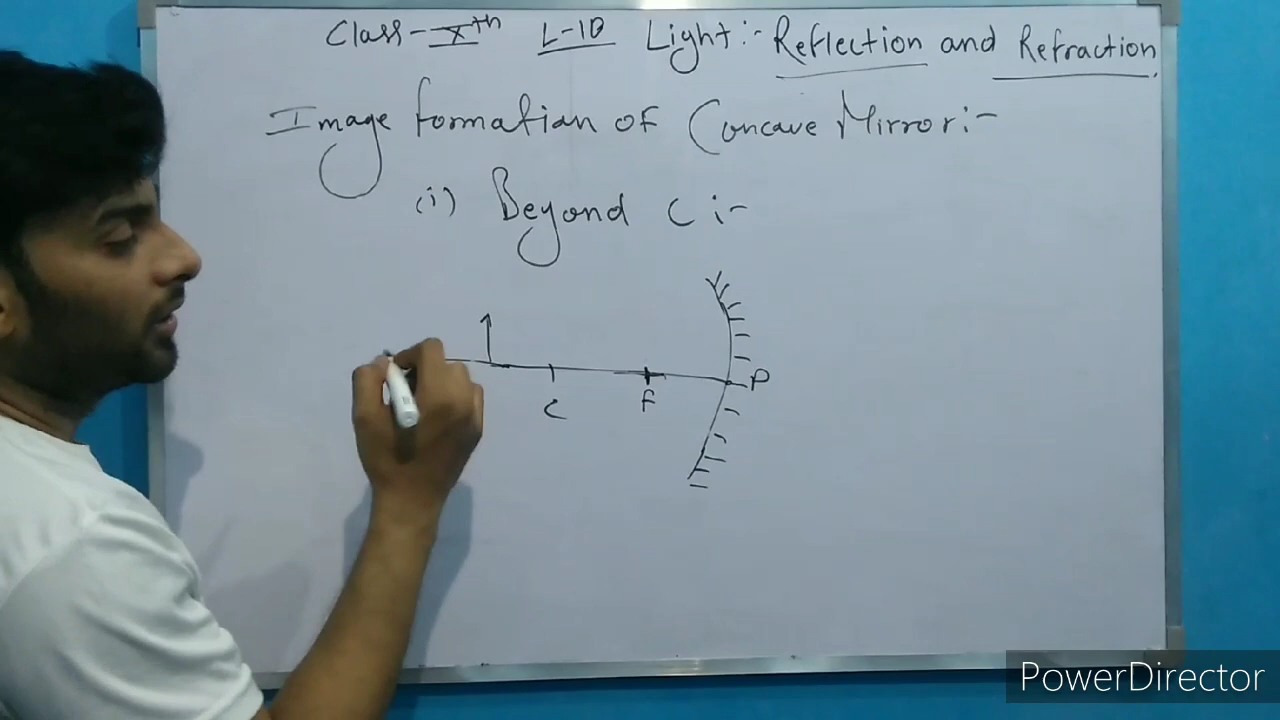 Class-Xth L-10 Light:- Reflection and Refraction
Image formation of Concave Mirror:-
(i) Beyond C :-
P
C F
PowerDirector